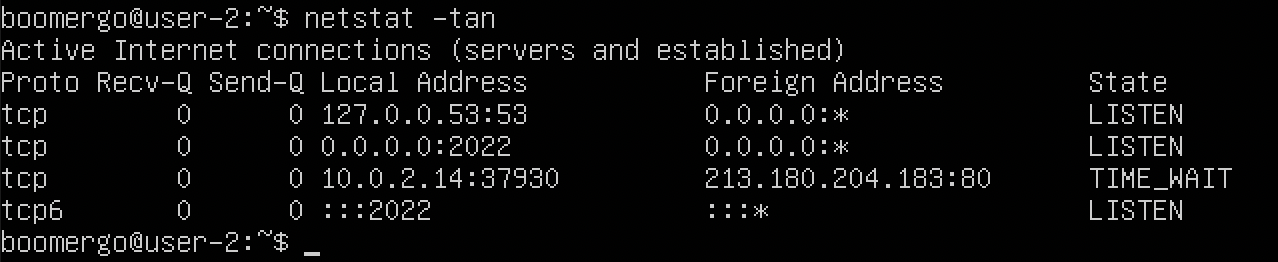 boomergo@user-2:~$ netstat -tan
Active Internet connections (servers and established)
Proto Recv-Q Send-Q Local Address           Foreign Address         State
tcp        0      0 127.0.0.53:53           0.0.0.0:*               LISTEN
tcp        0      0 0.0.0.0:2022            0.0.0.0:*               LISTEN
tcp        0      0 10.0.2.14:37930         213.180.204.183:80      TIME_WAIT
tcp6       0      0 :::2022                 :::*                    LISTEN
boomergo@user-2:~$ _